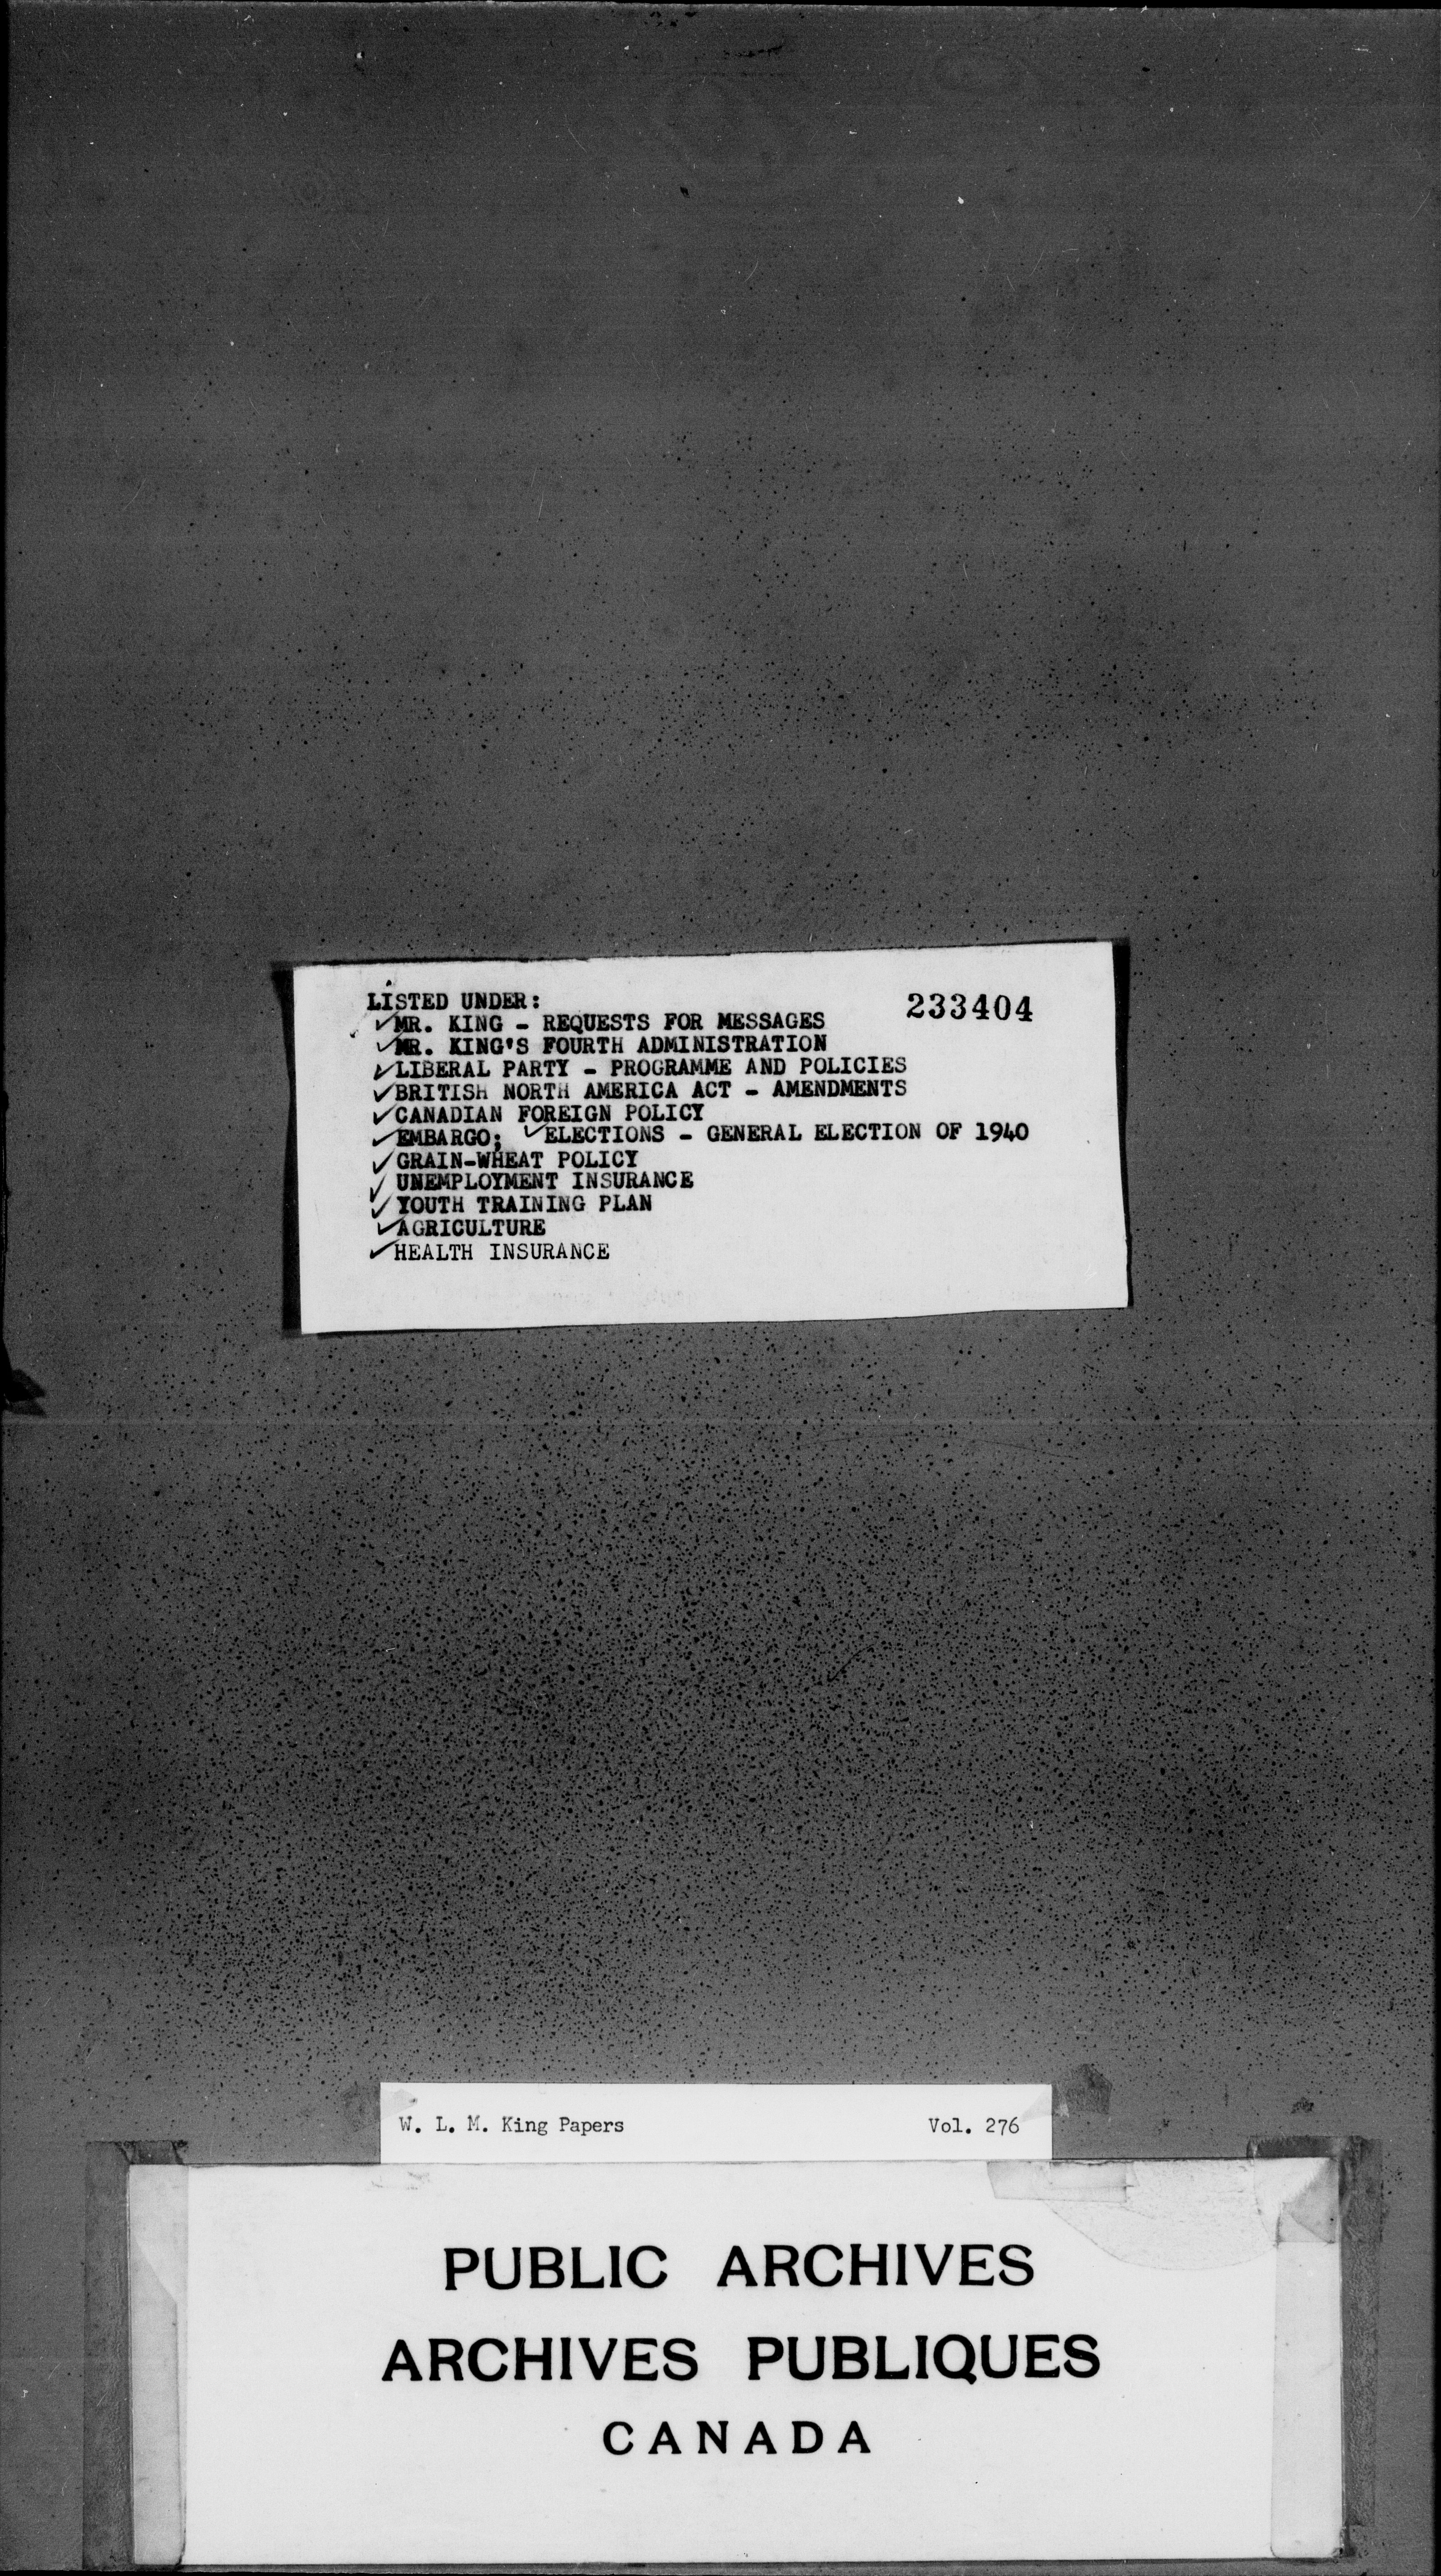 LISTED UNDER: 233404
✓MR. KING - REQUESTS FOR MESSAGES
✓MR. KING'S FOURTH ADMINISTRATION
✓LIBERAL PARTY - PROGRAMME AND POLICIES
✓BRITISH NORTH AMERICA ACT - AMENDMENTS
✓CANADIAN FOREIGN POLICY
✓EMBARGO; ✓ELECTIONS - GENERAL ELECTION OF 1940
✓GRAIN-WHEAT POLICY
✓UNEMPLOYMENT INSURANCE
✓YOUTH TRAINING PLAN
✓AGRICULTURE
✓HEALTH INSURANCE
W. L. M. King Papers Vol. 276
PUBLIC ARCHIVES
ARCHIVES PUBLIQUES
CANADA